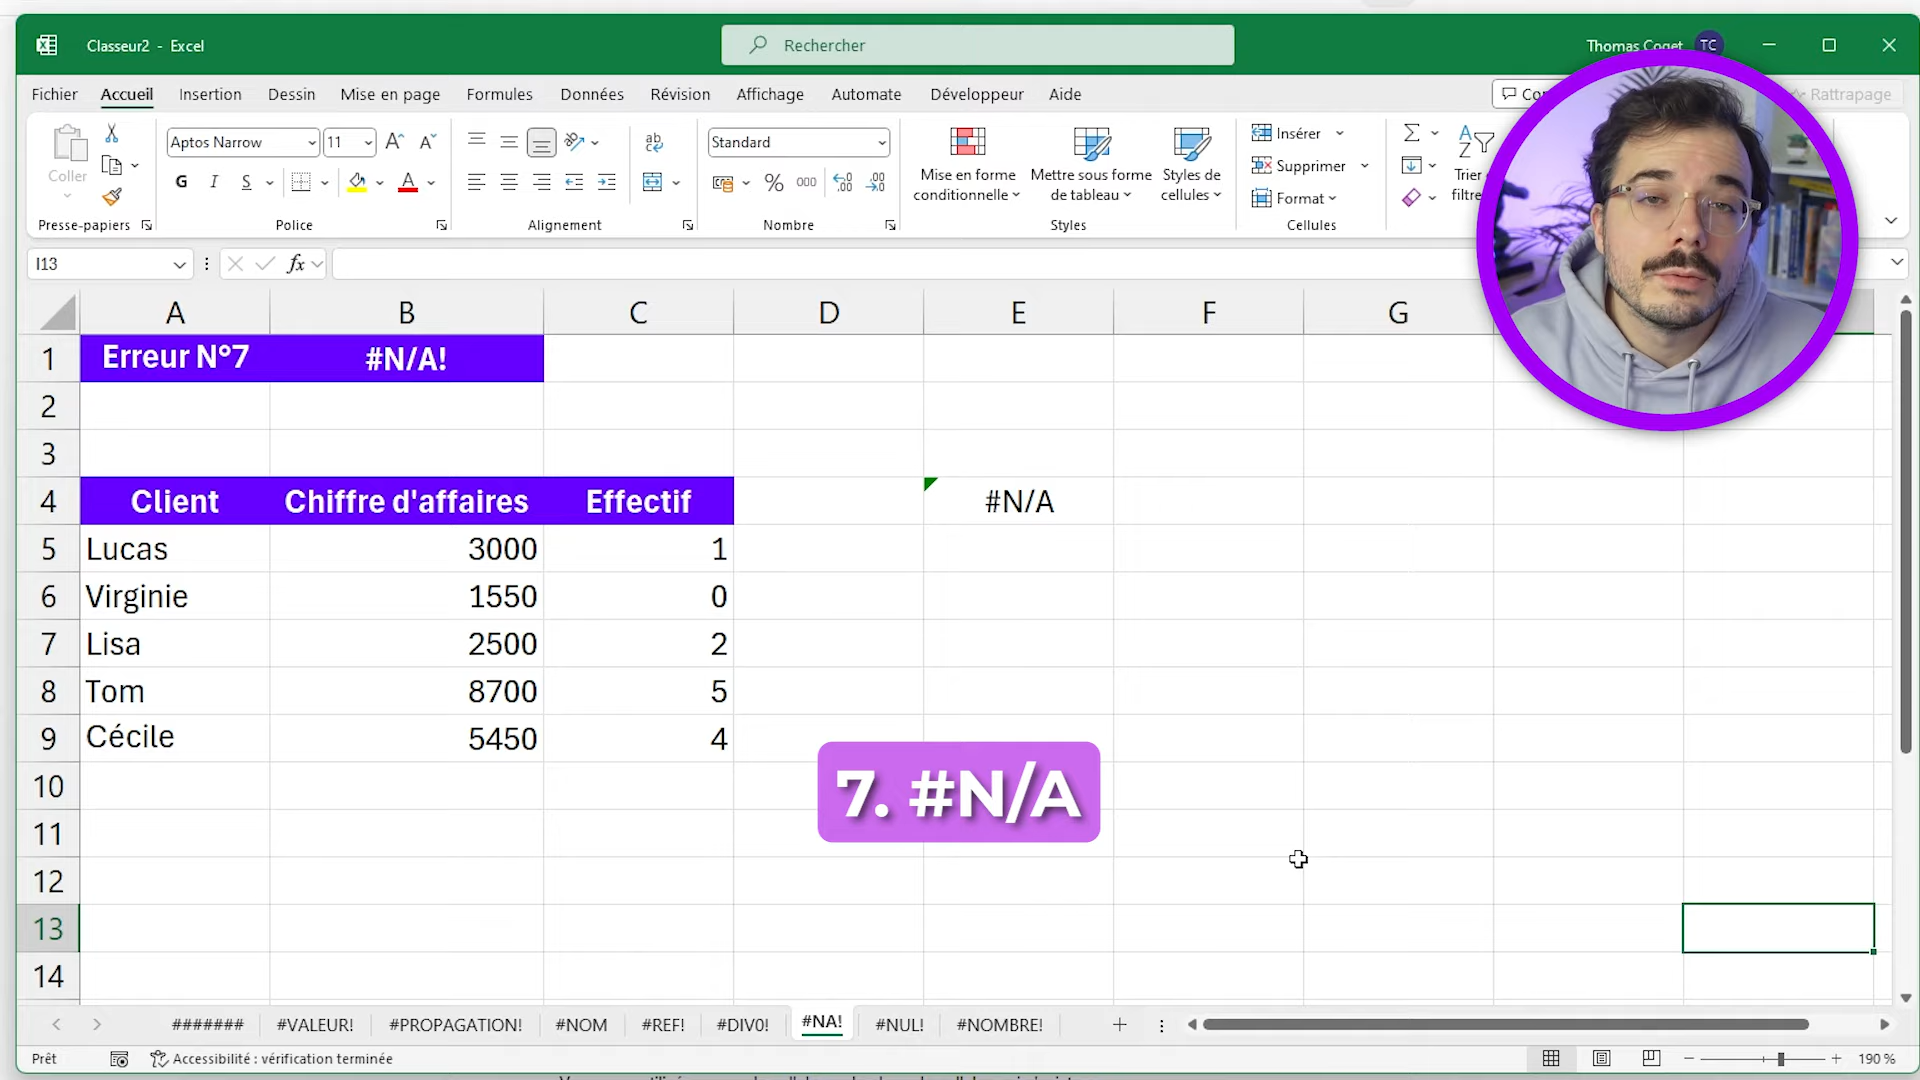 Classeur2 - Excel
Rechercher
Thomas Coget TC
Fichier Accueil Insertion Dessin Mise en page Formules Données Révision Affichage Automate Développeur Aide
Rattrapage
Coller
Presse-papiers
Aptos Narrow 11
G I S
Police
Alignement
Standard
% 000
Nombre
Mise en forme conditionnelle
Mettre sous forme de tableau
Styles de cellules
Styles
Insérer
Supprimer
Format
Cellules
Trier
filtre
I13
fx
A B C D E F G
1 Erreur N°7 #N/A!
2
3
4 Client Chiffre d'affaires Effectif #N/A
5 Lucas 3000 1
6 Virginie 1550 0
7 Lisa 2500 2
8 Tom 8700 5
9 Cécile 5450 4
7. #N/A
10
11
12
13
14
####### #VALEUR! #PROPAGATION! #NOM #REF! #DIV0! #NA! #NUL! #NOMBRE!
Prêt
Accessibilité : vérification terminée
190 %